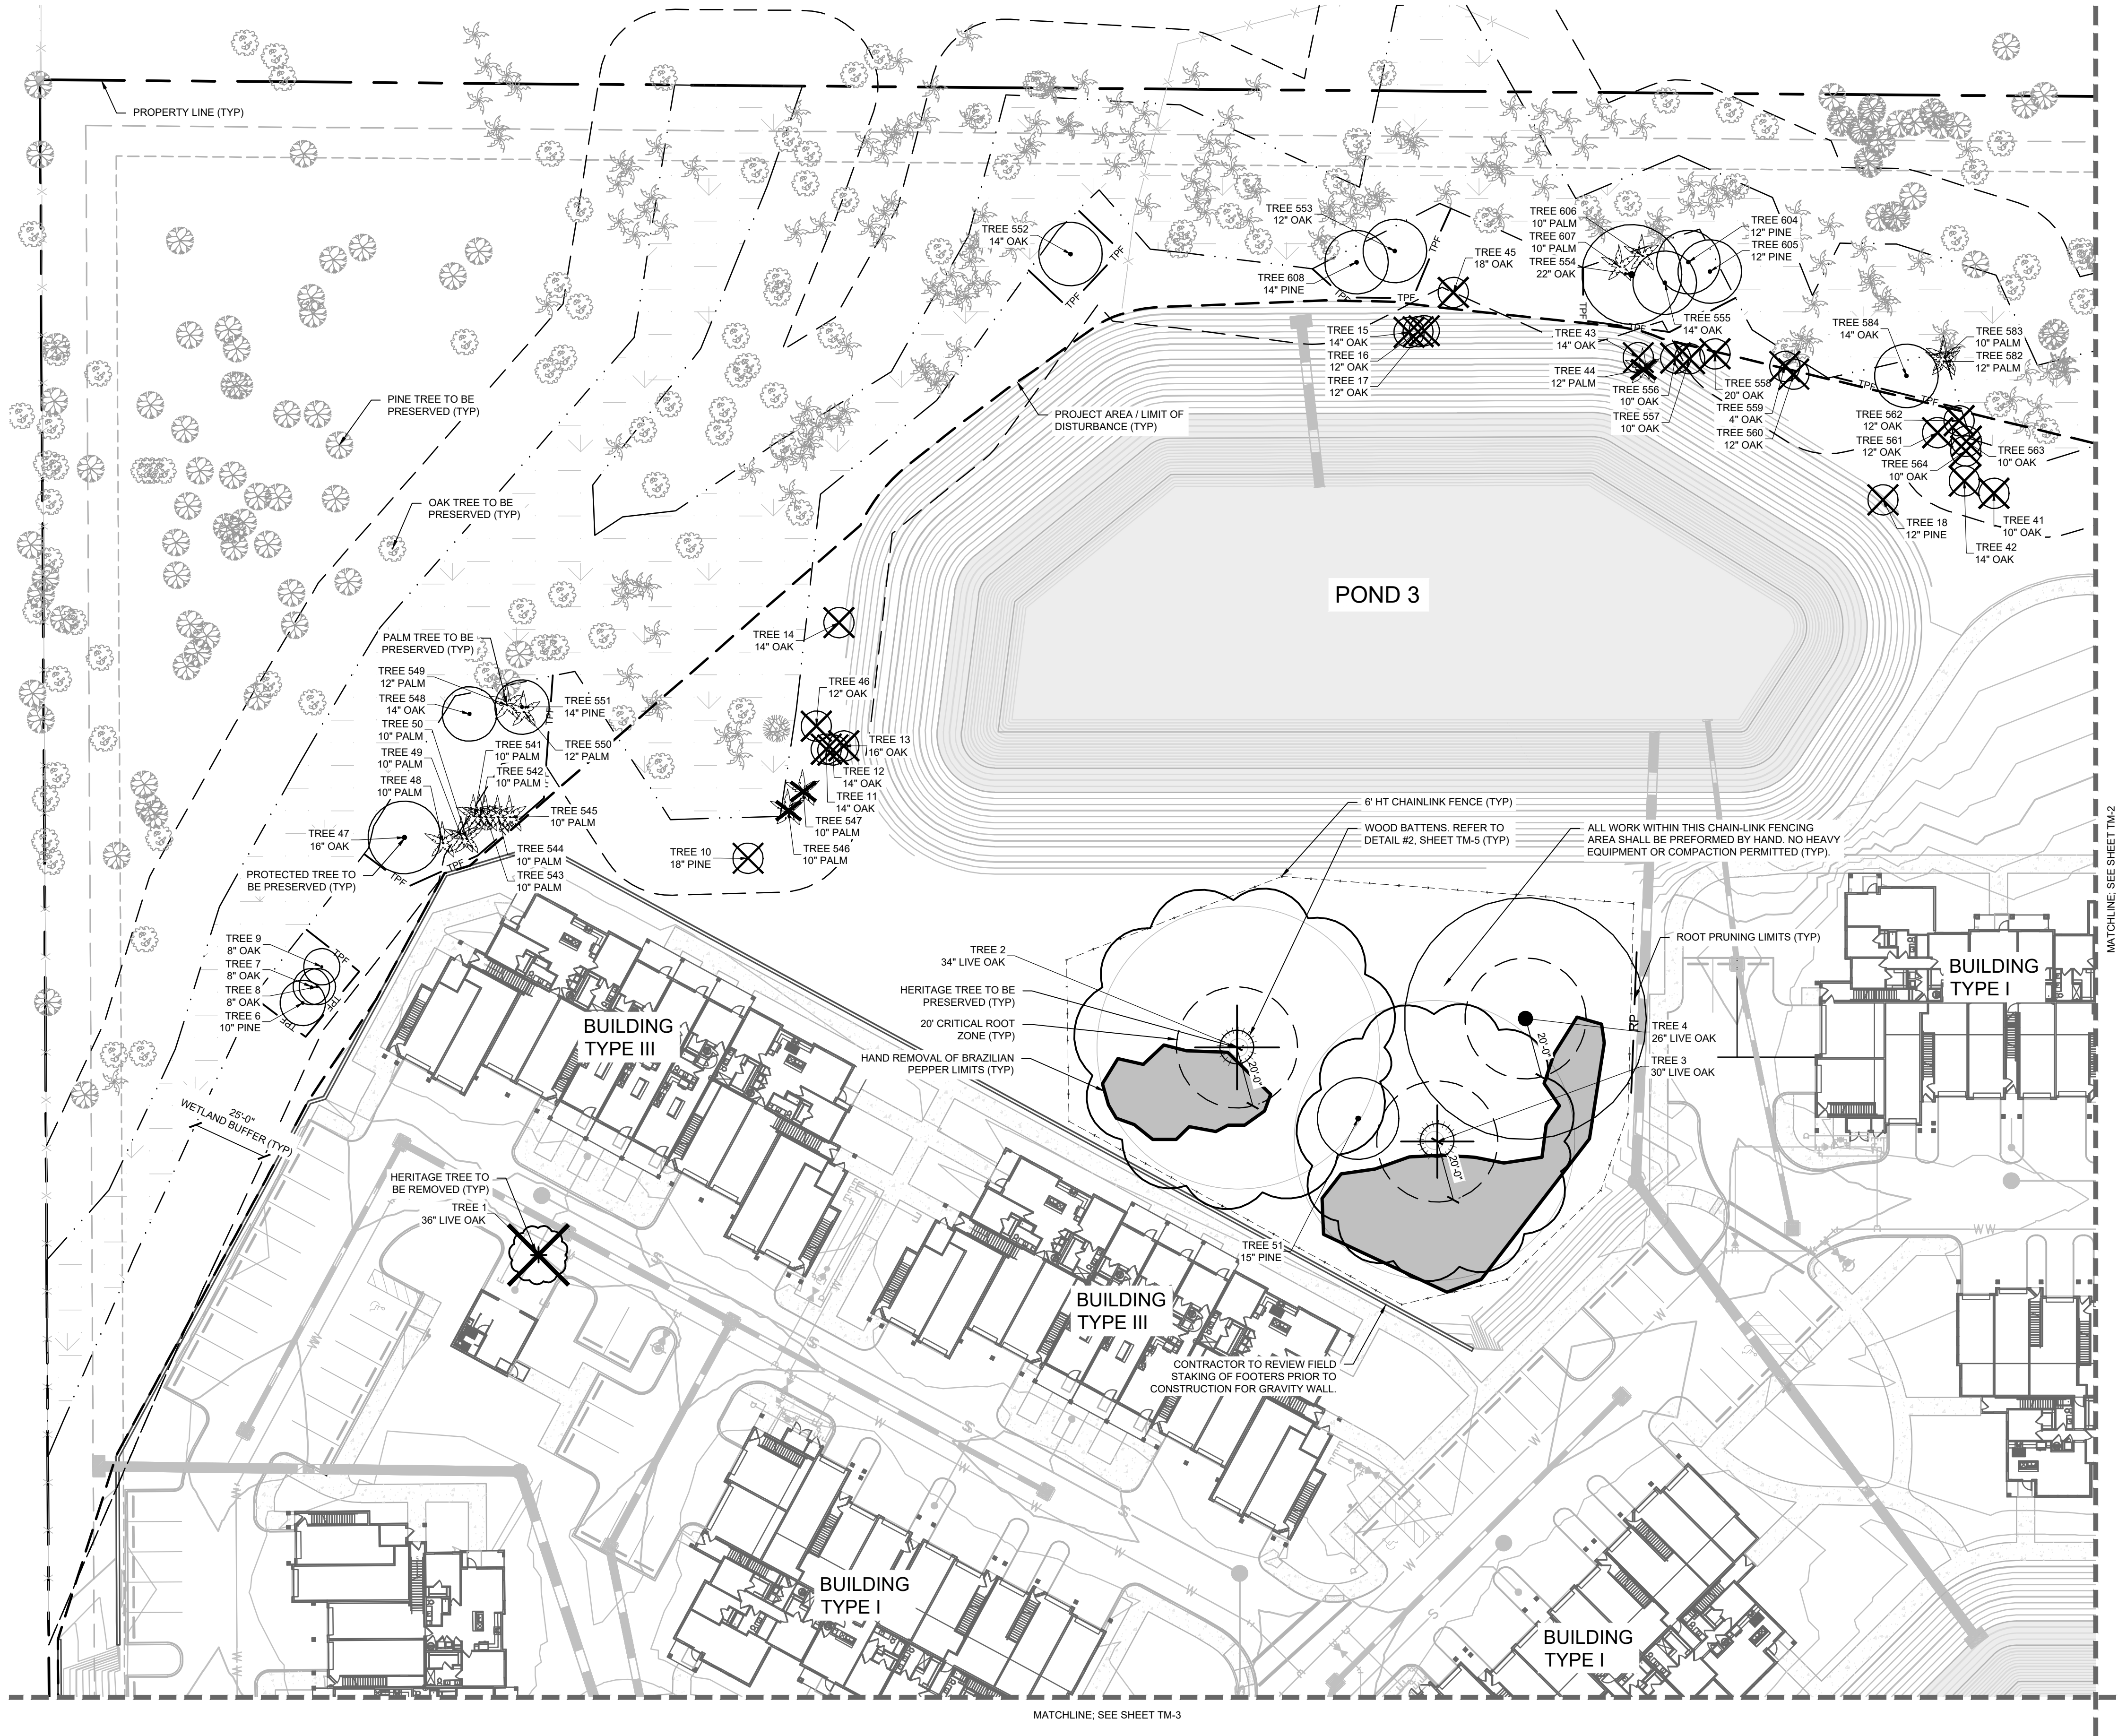 PROPERTY LINE (TYP)
TREE 552
14" OAK
TPF
TPF
TREE 553
12" OAK
TREE 608
14" PINE
TPF
TPF
TPF
TREE 45
18" OAK
TREE 606
10" PALM
TREE 607
10" PALM
TREE 554
22" OAK
TREE 604
12" PINE
TREE 605
12" PINE
TPF
TPF
TREE 555
14" OAK
TREE 15
14" OAK
TREE 16
12" OAK
TREE 17
12" OAK
TREE 43
14" OAK
TREE 44
12" PALM
TREE 556
10" OAK
TREE 557
10" OAK
TREE 558
20" OAK
TREE 559
4" OAK
TREE 560
12" OAK
TREE 584
14" OAK
TREE 583
10" PALM
TREE 582
12" PALM
TPF
TPF
TREE 562
12" OAK
TREE 561
12" OAK
TREE 564
10" OAK
TREE 563
10" OAK
TREE 18
12" PINE
TREE 41
10" OAK
TREE 42
14" OAK
PINE TREE TO BE
PRESERVED (TYP)
PROJECT AREA / LIMIT OF
DISTURBANCE (TYP)
OAK TREE TO BE
PRESERVED (TYP)
POND 3
PALM TREE TO BE
PRESERVED (TYP)
TREE 549
12" PALM
TREE 548
14" OAK
TREE 50
10" PALM
TREE 49
10" PALM
TREE 48
10" PALM
TREE 47
16" OAK
TREE 551
14" PINE
TPF
TREE 541
10" PALM
TREE 550
12" PALM
TREE 542
10" PALM
TREE 545
10" PALM
TREE 544
10" PALM
TREE 543
10" PALM
TPF
TPF
PROTECTED TREE TO
BE PRESERVED (TYP)
TREE 14
14" OAK
TREE 46
12" OAK
TREE 13
16" OAK
TREE 12
14" OAK
TREE 11
14" OAK
TREE 547
10" PALM
TREE 546
10" PALM
TREE 10
18" PINE
6' HT CHAINLINK FENCE (TYP)
WOOD BATTENS. REFER TO
DETAIL #2, SHEET TM-5 (TYP)
ALL WORK WITHIN THIS CHAIN-LINK FENCING
AREA SHALL BE PREFORMED BY HAND. NO HEAVY
EQUIPMENT OR COMPACTION PERMITTED (TYP).
MATCHLINE; SEE SHEET TM-2
TREE 9
8" OAK
TREE 7
8" OAK
TREE 8
8" OAK
TREE 6
10" PINE
TPF
TPF
TPF
TREE 2
34" LIVE OAK
HERITAGE TREE TO BE
PRESERVED (TYP)
20' CRITICAL ROOT
ZONE (TYP)
HAND REMOVAL OF BRAZILIAN
PEPPER LIMITS (TYP)
20'-0"
20'-0"
20'-0"
ROOT PRUNING LIMITS (TYP)
RP
TREE 4
26" LIVE OAK
TREE 3
30" LIVE OAK
BUILDING
TYPE I
BUILDING
TYPE III
25'-0"
WETLAND BUFFER (TYP)
HERITAGE TREE TO
BE REMOVED (TYP)
TREE 1
36" LIVE OAK
TREE 51
15" PINE
BUILDING
TYPE III
CONTRACTOR TO REVIEW FIELD
STAKING OF FOOTERS PRIOR TO
CONSTRUCTION FOR GRAVITY WALL.
BUILDING
TYPE I
BUILDING
TYPE I
MATCHLINE; SEE SHEET TM-3